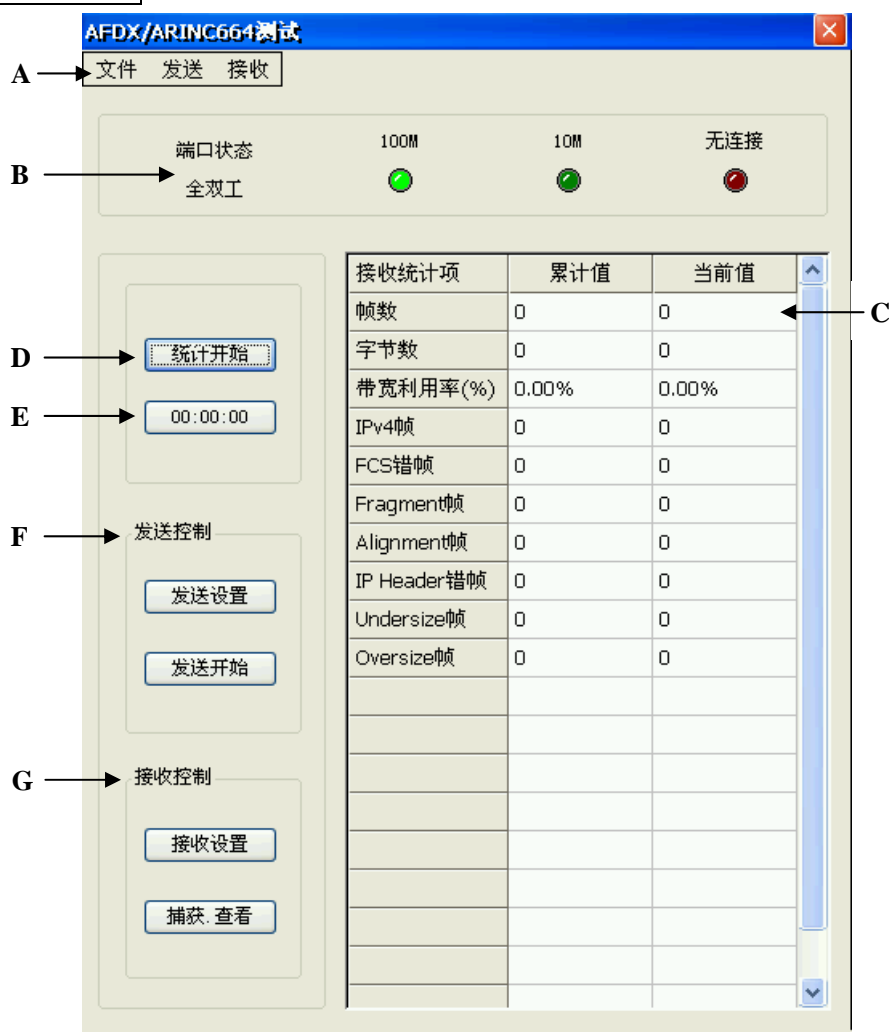 AFDX/ARINC664测试
A
文件 发送 接收
B
端口状态 100M 10M 无连接
全双工
C
接收统计项 累计值 当前值
帧数 0 0
字节数 0 0
带宽利用率(%) 0.00% 0.00%
IPv4帧 0 0
FCS错帧 0 0
Fragment帧 0 0
Alignment帧 0 0
IP Header错帧 0 0
Undersize帧 0 0
Oversize帧 0 0
D
统计开始
E
00:00:00
F
发送控制
发送设置
发送开始
G
接收控制
接收设置
捕获.查看